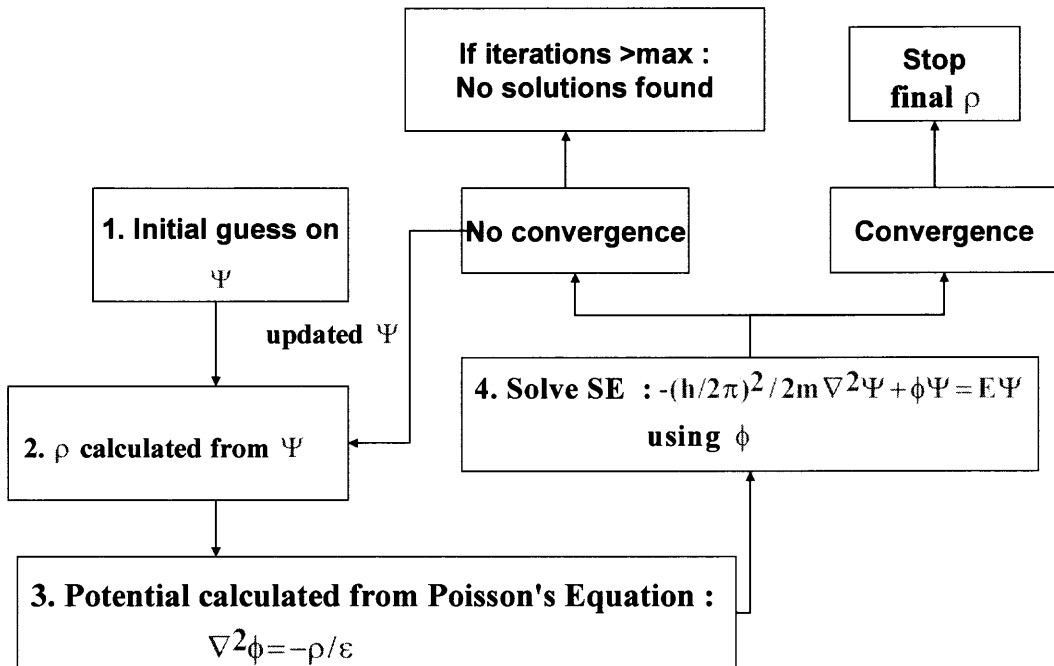 If iterations >max :
No solutions found
Stop
final ρ
1. Initial guess on
Ψ
No convergence
Convergence
updated Ψ
2. ρ calculated from Ψ
4. Solve SE : -(h/2π)²/2m ∇²Ψ+ϕΨ=EΨ
using ϕ
3. Potential calculated from Poisson's Equation :
∇²ϕ=−ρ/ε